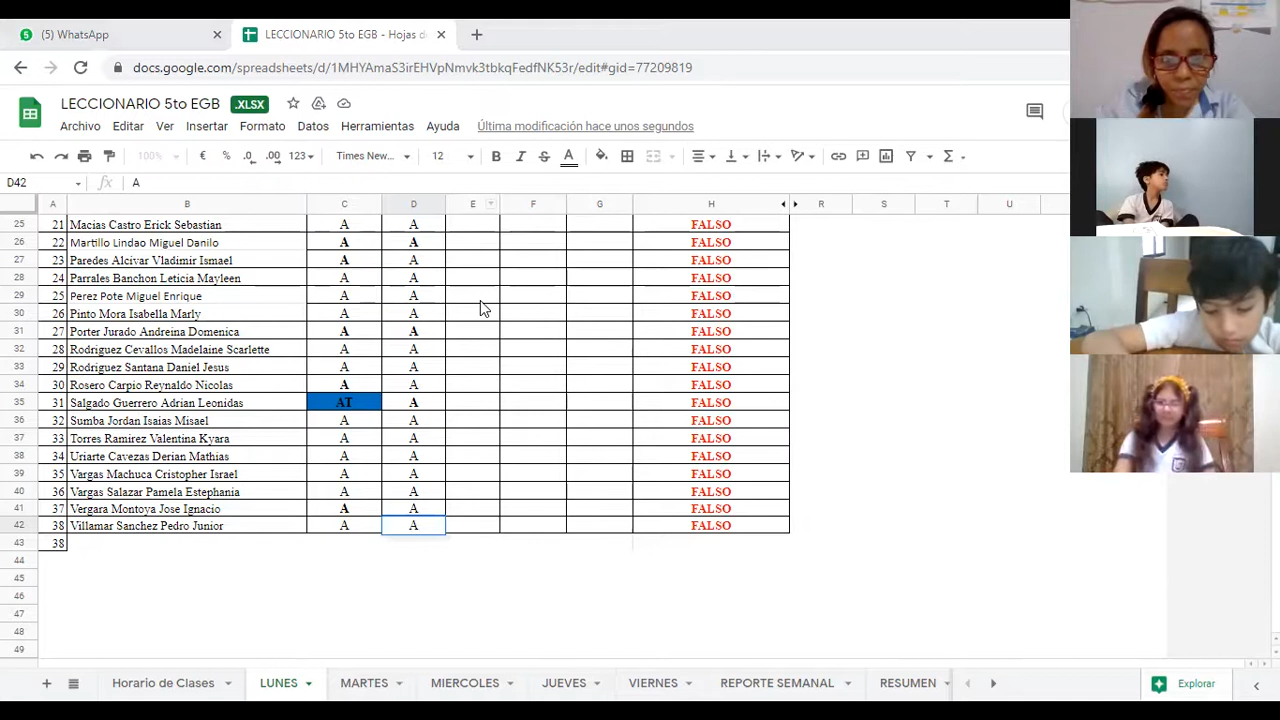 (5) WhatsApp
LECCIONARIO 5to EGB - Hojas d
docs.google.com/spreadsheets/d/1MHYAmaS3irEHVpNmvk3tbkqFedfNK53r/edit#gid=77209819
LECCIONARIO 5to EGB .XLSX
Archivo Editar Ver Insertar Formato Datos Herramientas Ayuda Última modificación hace unos segundos
100% € % .0 .00 123 Times New... 12 B I S A
D42 fx A
A B C D E F G H R S T U
25 21 Macias Castro Erick Sebastian A A FALSO
26 22 Martillo Lindao Miguel Danilo A A FALSO
27 23 Paredes Alcivar Vladimir Ismael A A FALSO
28 24 Parrales Banchon Leticia Mayleen A A FALSO
29 25 Perez Pote Miguel Enrique A A FALSO
30 26 Pinto Mora Isabella Marly A A FALSO
31 27 Porter Jurado Andreina Domenica A A FALSO
32 28 Rodriguez Cevallos Madelaine Scarlette A A FALSO
33 29 Rodriguez Santana Daniel Jesus A A FALSO
34 30 Rosero Carpio Reynaldo Nicolas A A FALSO
35 31 Salgado Guerrero Adrian Leonidas AT A FALSO
36 32 Sumba Jordan Isaias Misael A A FALSO
37 33 Torres Ramirez Valentina Kyara A A FALSO
38 34 Uriarte Cavezas Derian Mathias A A FALSO
39 35 Vargas Machuca Cristopher Israel A A FALSO
40 36 Vargas Salazar Pamela Estephania A A FALSO
41 37 Vergara Montoya Jose Ignacio A A FALSO
42 38 Villamar Sanchez Pedro Junior A A FALSO
43 38
44
45
46
47
48
49
Horario de Clases LUNES MARTES MIERCOLES JUEVES VIERNES REPORTE SEMANAL RESUMEN Explorar